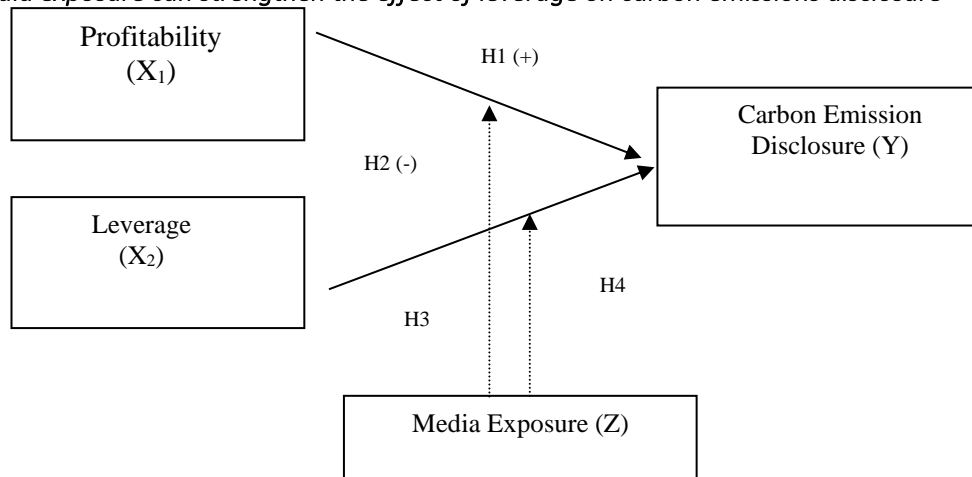 exposure can strengthen the effect of leverage on carbon emissions disclosure
Profitability
(X₁)
H1 (+)
Carbon Emission
Disclosure (Y)
H2 (-)
Leverage
(X₂)
H4
H3
Media Exposure (Z)